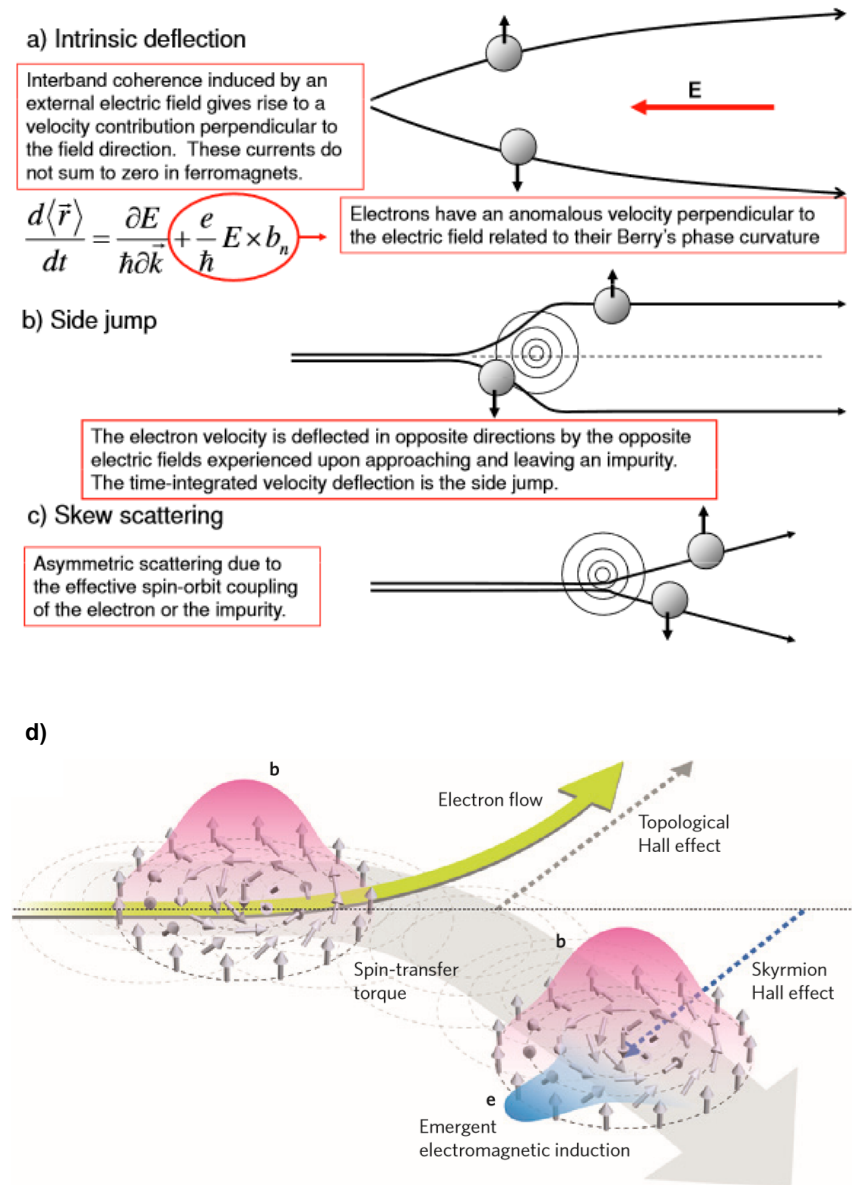 a) Intrinsic deflection
Interband coherence induced by an
external electric field gives rise to a
velocity contribution perpendicular to
the field direction. These currents do
not sum to zero in ferromagnets.
E
d⟨r⃗⟩/dt = ∂E/ħ∂k⃗ + e/ħ E × bₙ
Electrons have an anomalous velocity perpendicular to
the electric field related to their Berry's phase curvature
b) Side jump
The electron velocity is deflected in opposite directions by the opposite
electric fields experienced upon approaching and leaving an impurity.
The time-integrated velocity deflection is the side jump.
c) Skew scattering
Asymmetric scattering due to
the effective spin-orbit coupling
of the electron or the impurity.
d)
b
Electron flow
Topological
Hall effect
b
Spin-transfer
torque
Skyrmion
Hall effect
e
Emergent
electromagnetic induction